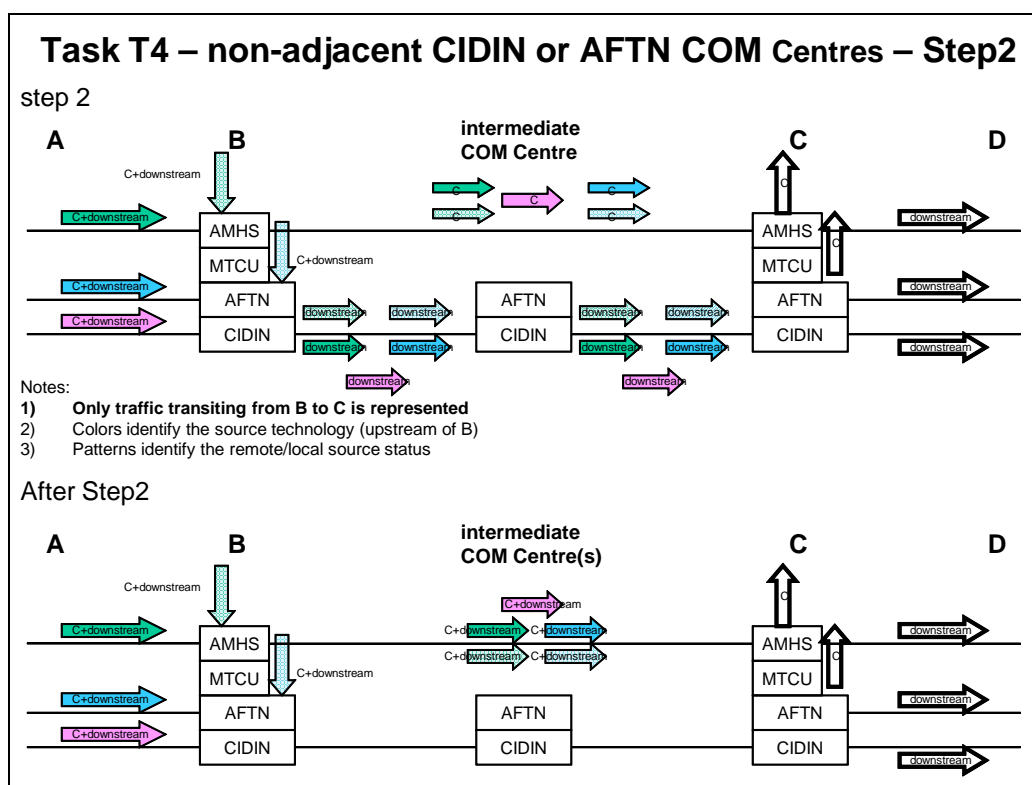 Task T4 – non-adjacent CIDIN or AFTN COM Centres – Step2
step 2
A
B
intermediate
COM Centre
C
D
C+downstream
C+downstream
C
C
C
C
C
C
C
downstream
AMHS
MTCU
C+downstream
AMHS
MTCU
C+downstream
C+downstream
AFTN
CIDIN
downstream
downstream
downstream
downstream
downstream
AFTN
CIDIN
downstream
downstream
downstream
downstream
downstream
AFTN
CIDIN
downstream
downstream
Notes:
1) Only traffic transiting from B to C is represented
2) Colors identify the source technology (upstream of B)
3) Patterns identify the remote/local source status
After Step2
A
B
intermediate
COM Centre(s)
C
D
C+downstream
C+downstream
C+downstream
C+downstream
C+downstream
C+downstream
C+downstream
C
C
downstream
AMHS
MTCU
C+downstream
AMHS
MTCU
C+downstream
C+downstream
AFTN
CIDIN
AFTN
CIDIN
AFTN
CIDIN
downstream
downstream